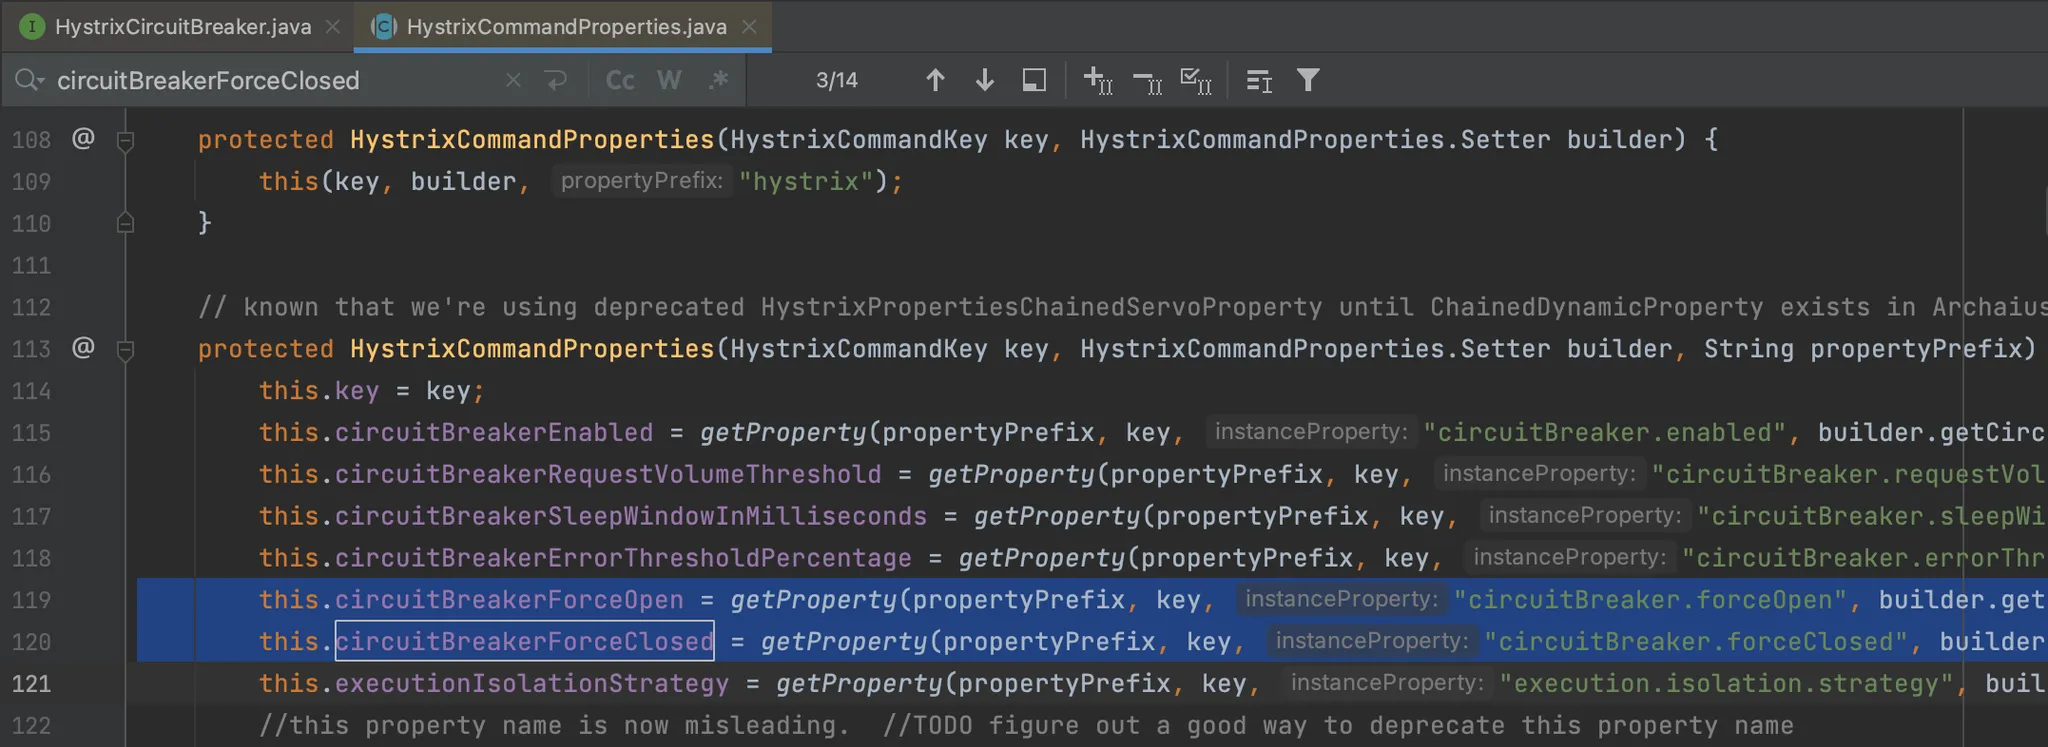 HystrixCircuitBreaker.java HystrixCommandProperties.java
circuitBreakerForceClosed Cc W .* 3/14
108 @ protected HystrixCommandProperties(HystrixCommandKey key, HystrixCommandProperties.Setter builder) {
109 this(key, builder, propertyPrefix: "hystrix");
110 }
111
112 // known that we're using deprecated HystrixPropertiesChainedServoProperty until ChainedDynamicProperty exists in Archaius
113 @ protected HystrixCommandProperties(HystrixCommandKey key, HystrixCommandProperties.Setter builder, String propertyPrefix)
114 this.key = key;
115 this.circuitBreakerEnabled = getProperty(propertyPrefix, key, instanceProperty: "circuitBreaker.enabled", builder.getCirc
116 this.circuitBreakerRequestVolumeThreshold = getProperty(propertyPrefix, key, instanceProperty: "circuitBreaker.requestVol
117 this.circuitBreakerSleepWindowInMilliseconds = getProperty(propertyPrefix, key, instanceProperty: "circuitBreaker.sleepWi
118 this.circuitBreakerErrorThresholdPercentage = getProperty(propertyPrefix, key, instanceProperty: "circuitBreaker.errorThr
119 this.circuitBreakerForceOpen = getProperty(propertyPrefix, key, instanceProperty: "circuitBreaker.forceOpen", builder.get
120 this.circuitBreakerForceClosed = getProperty(propertyPrefix, key, instanceProperty: "circuitBreaker.forceClosed", builder
121 this.executionIsolationStrategy = getProperty(propertyPrefix, key, instanceProperty: "execution.isolation.strategy", buil
122 //this property name is now misleading. //TODO figure out a good way to deprecate this property name